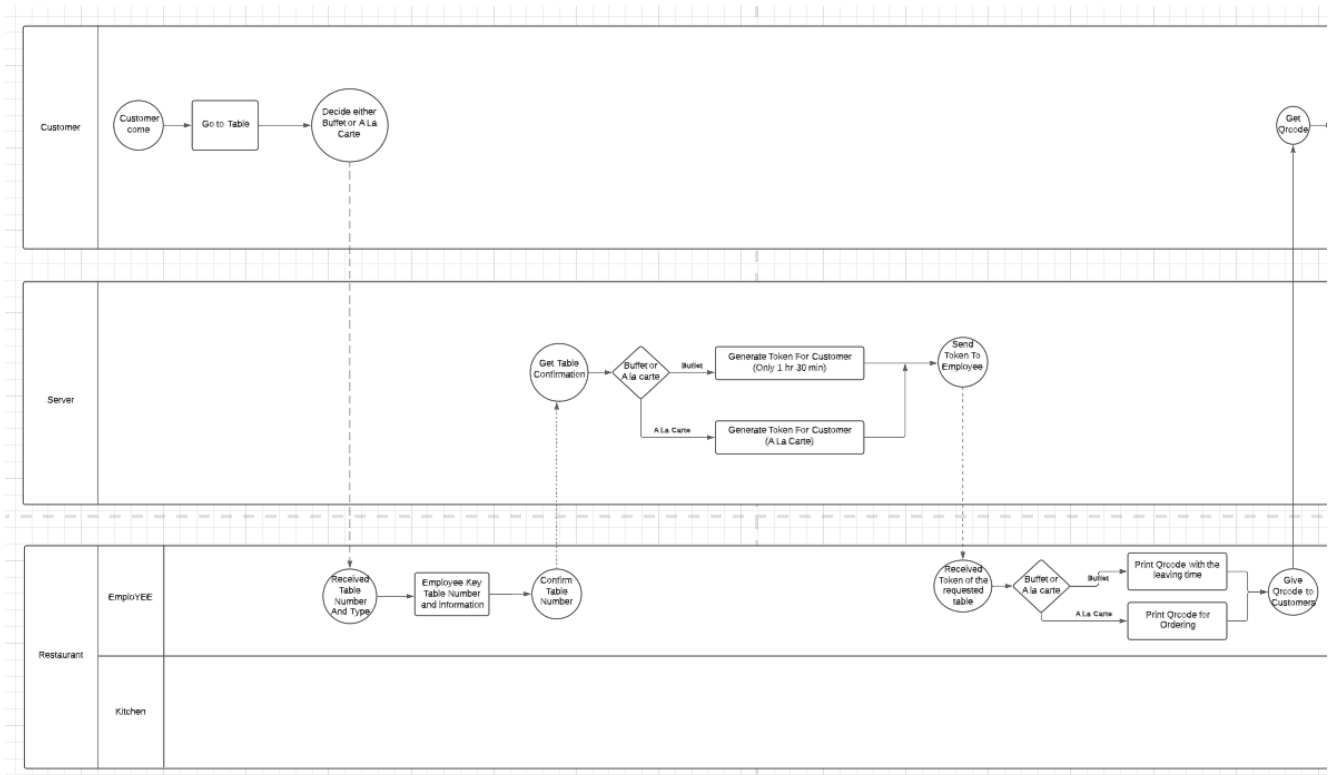 Customer
Customer
come
Go to Table
Decide either
Buffet or A La
Carte
Get
Qrcode
Server
Get Table
Confirmation
Buffet or
A la carte
Buffet
A La Carte
Generate Token For Customer
(Only 1 hr 30 min)
Generate Token For Customer
(A La Carte)
Send
Token To
Employee
Restaurant
EmploYEE
Received
Table
Number
And Type
Employee Key
Table Number
and Information
Confirm
Table
Number
Received
Token of the
requested
table
Buffet or
A la carte
Buffet
A La Carte
Print Qrcode with the
leaving time
Print Qrcode for
Ordering
Give
Qrcode to
Customers
Kitchen